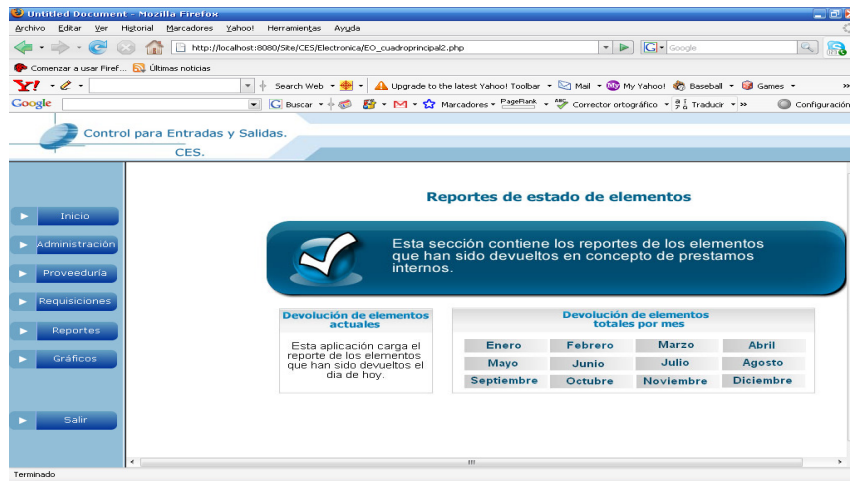 Untitled Document - Mozilla Firefox
Archivo Editar Ver Historial Marcadores Yahoo! Herramientas Ayuda
http://localhost:8080/Site/CES/Electronica/EO_cuadroprincipal2.php
Google
Comenzar a usar Firef... Últimas noticias
Y! Search Web Upgrade to the latest Yahoo! Toolbar Mail My Yahoo! Baseball Games »
Google Buscar Marcadores PageRank Corrector ortográfico Traducir » Configuración
Control para Entradas y Salidas.
CES.
Inicio
Administración
Proveeduría
Requisiciones
Reportes
Gráficos
Salir
Reportes de estado de elementos
Esta sección contiene los reportes de los elementos
que han sido devueltos en concepto de prestamos
internos.
Devolución de elementos
actuales
Esta aplicación carga el
reporte de los elementos
que han sido devueltos el
dia de hoy.
Devolución de elementos
totales por mes
Enero Febrero Marzo Abril
Mayo Junio Julio Agosto
Septiembre Octubre Noviembre Diciembre
Terminado